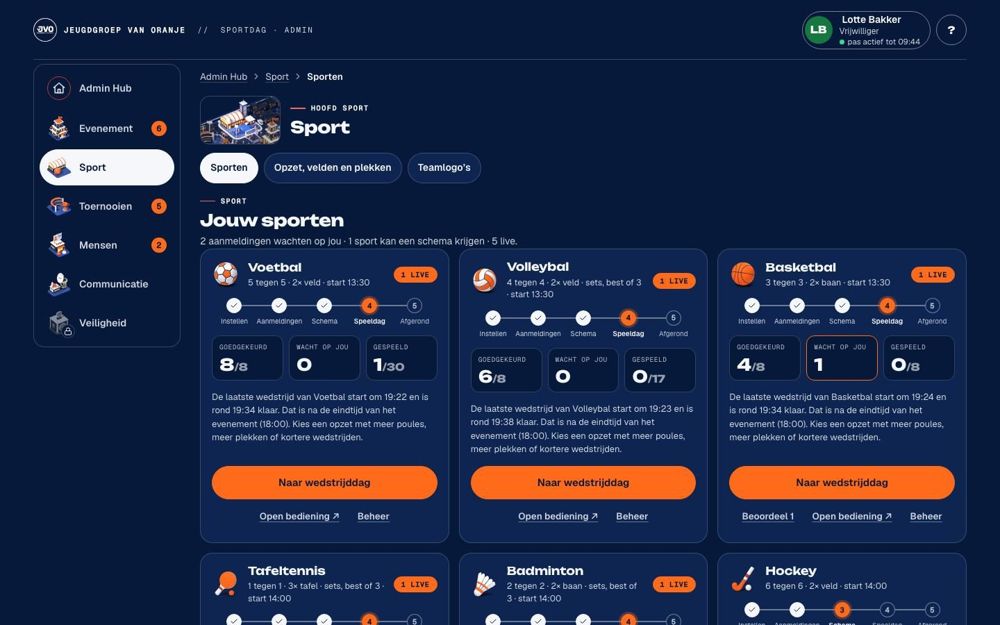 JVO JEUGDGROEP VAN ORANJE // SPORTDAG · ADMIN
LB
Lotte Bakker
Vrijwilliger
pas actief tot 09:44
?
Admin Hub
Evenement 6
Sport
Toernooien 5
Mensen 2
Communicatie
Veiligheid
Admin Hub > Sport > Sporten
HOOFD SPORT
Sport
Sporten
Opzet, velden en plekken
Teamlogo's
SPORT
Jouw sporten
2 aanmeldingen wachten op jou · 1 sport kan een schema krijgen · 5 live.
Voetbal
5 tegen 5 · 2× veld · start 13:30
1 LIVE
4 5
Instellen Aanmeldingen Schema Speeldag Afgerond
GOEDGEKEURD WACHT OP JOU GESPEELD
8/8 0 1/30
De laatste wedstrijd van Voetbal start om 19:22 en is
rond 19:34 klaar. Dat is na de eindtijd van het
evenement (18:00). Kies een opzet met meer poules,
meer plekken of kortere wedstrijden.
Naar wedstrijddag
Open bediening ↗ Beheer
Volleybal
4 tegen 4 · 2× veld · sets, best of 3
· start 13:30
1 LIVE
4 5
Instellen Aanmeldingen Schema Speeldag Afgerond
GOEDGEKEURD WACHT OP JOU GESPEELD
6/8 0 0/17
De laatste wedstrijd van Volleybal start om 19:23 en is
rond 19:38 klaar. Dat is na de eindtijd van het
evenement (18:00). Kies een opzet met meer poules,
meer plekken of kortere wedstrijden.
Naar wedstrijddag
Open bediening ↗ Beheer
Basketbal
3 tegen 3 · 2× baan · start 13:30
1 LIVE
4 5
Instellen Aanmeldingen Schema Speeldag Afgerond
GOEDGEKEURD WACHT OP JOU GESPEELD
4/8 1 0/8
De laatste wedstrijd van Basketbal start om 19:24 en is
rond 19:34 klaar. Dat is na de eindtijd van het
evenement (18:00). Kies een opzet met meer poules,
meer plekken of kortere wedstrijden.
Naar wedstrijddag
Beoordeel 1 Open bediening ↗ Beheer
Tafeltennis
1 tegen 1 · 3× tafel · sets, best of 3 ·
start 14:00
1 LIVE
4 5
Badminton
2 tegen 2 · 2× baan · sets, best of
3 · start 14:00
1 LIVE
4 5
Hockey
6 tegen 6 · 2× veld · start 14:00
3 4 5
Instellen Aanmeldingen Schema Speeldag Afgerond